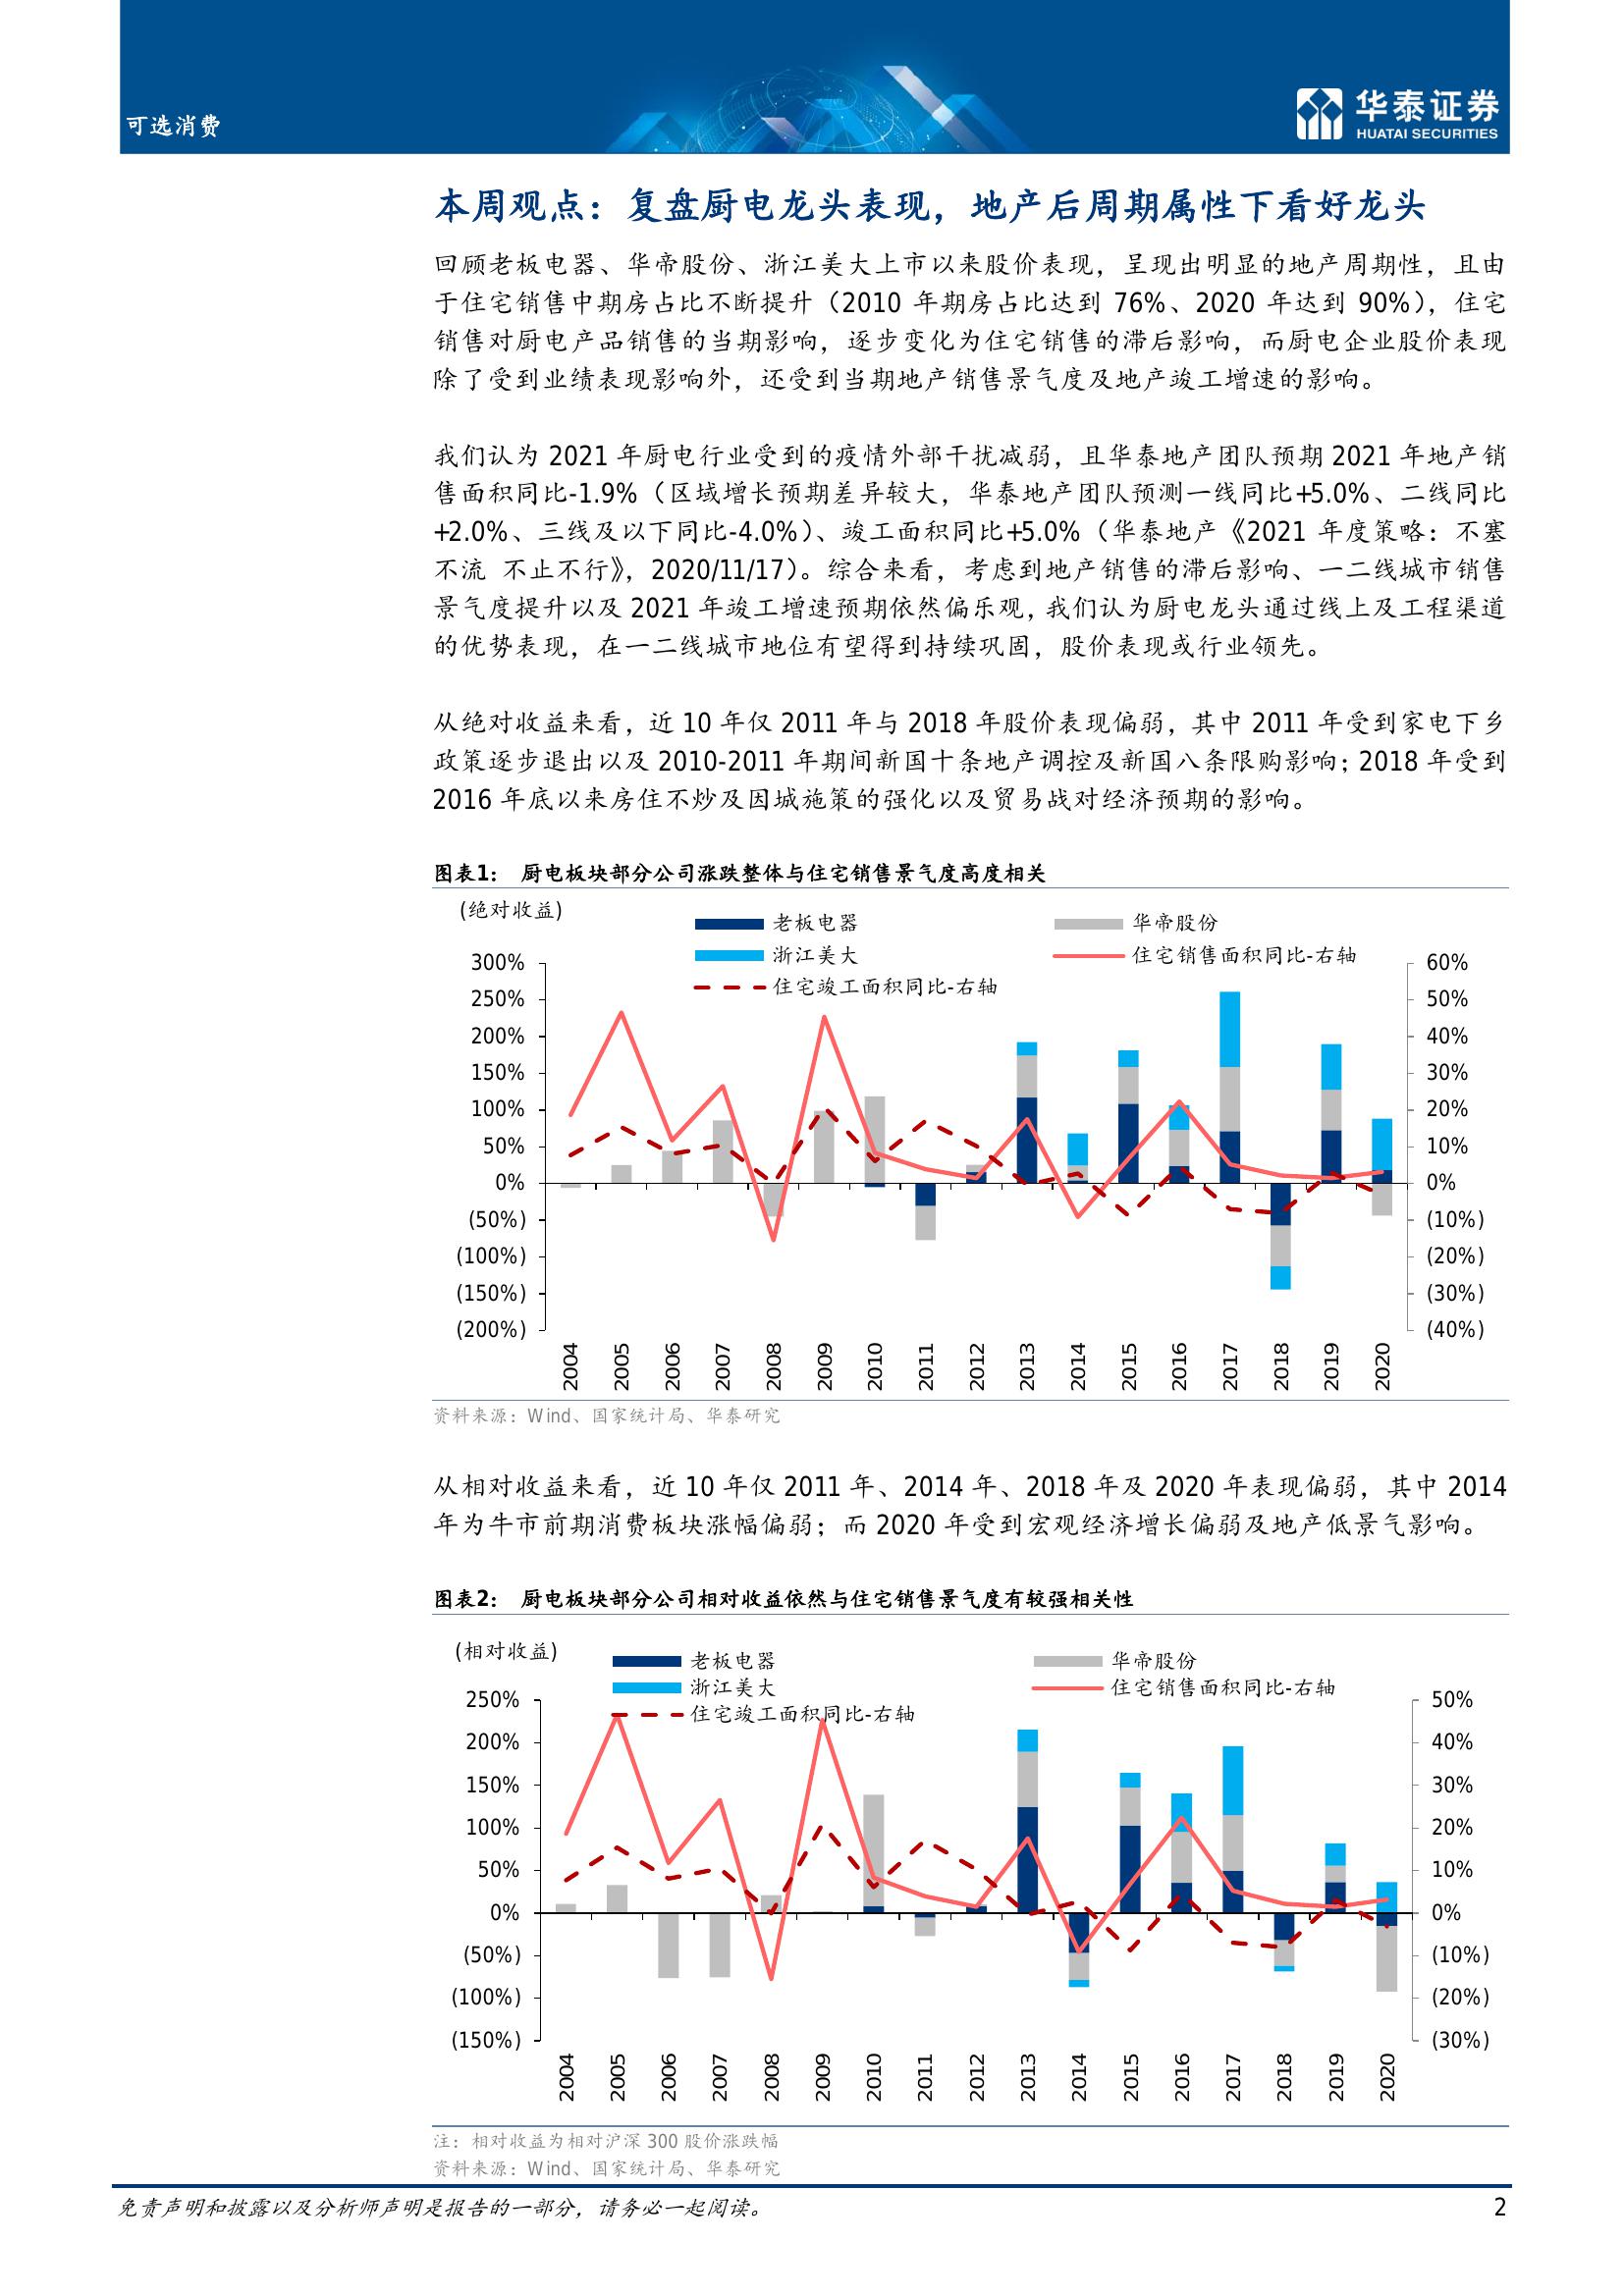 可选消费
华泰证券
HUATAI SECURITIES
本周观点：复盘厨电龙头表现，地产后周期属性下看好龙头
回顾老板电器、华帝股份、浙江美大上市以来股价表现，呈现出明显的地产周期性，且由
于住宅销售中期房占比不断提升（2010 年期房占比达到 76%、2020 年达到 90%），住宅
销售对厨电产品销售的当期影响，逐步变化为住宅销售的滞后影响，而厨电企业股价表现
除了受到业绩表现影响外，还受到当期地产销售景气度及地产竣工增速的影响。
我们认为 2021 年厨电行业受到的疫情外部干扰减弱，且华泰地产团队预期 2021 年地产销
售面积同比-1.9%（区域增长预期差异较大，华泰地产团队预测一线同比+5.0%、二线同比
+2.0%、三线及以下同比-4.0%）、竣工面积同比+5.0%（华泰地产《2021 年度策略：不塞
不流 不止不行》，2020/11/17）。综合来看，考虑到地产销售的滞后影响、一二线城市销售
景气度提升以及 2021 年竣工增速预期依然偏乐观，我们认为厨电龙头通过线上及工程渠道
的优势表现，在一二线城市地位有望得到持续巩固，股价表现或行业领先。
从绝对收益来看，近 10 年仅 2011 年与 2018 年股价表现偏弱，其中 2011 年受到家电下乡
政策逐步退出以及 2010-2011 年期间新国十条地产调控及新国八条限购影响；2018 年受到
2016 年底以来房住不炒及因城施策的强化以及贸易战对经济预期的影响。
图表1： 厨电板块部分公司涨跌整体与住宅销售景气度高度相关
(绝对收益)
老板电器 华帝股份
浙江美大 住宅销售面积同比-右轴
住宅竣工面积同比-右轴
300% 60%
250% 50%
200% 40%
150% 30%
100% 20%
50% 10%
0% 0%
(50%) (10%)
(100%) (20%)
(150%) (30%)
(200%) (40%)
2004 2005 2006 2007 2008 2009 2010 2011 2012 2013 2014 2015 2016 2017 2018 2019 2020
资料来源：Wind、国家统计局、华泰研究
从相对收益来看，近 10 年仅 2011 年、2014 年、2018 年及 2020 年表现偏弱，其中 2014
年为牛市前期消费板块涨幅偏弱；而 2020 年受到宏观经济增长偏弱及地产低景气影响。
图表2： 厨电板块部分公司相对收益依然与住宅销售景气度有较强相关性
(相对收益)
老板电器 华帝股份
浙江美大 住宅销售面积同比-右轴
住宅竣工面积同比-右轴
250% 50%
200% 40%
150% 30%
100% 20%
50% 10%
0% 0%
(50%) (10%)
(100%) (20%)
(150%) (30%)
2004 2005 2006 2007 2008 2009 2010 2011 2012 2013 2014 2015 2016 2017 2018 2019 2020
注：相对收益为相对沪深 300 股价涨跌幅
资料来源：Wind、国家统计局、华泰研究
免责声明和披露以及分析师声明是报告的一部分，请务必一起阅读。 2